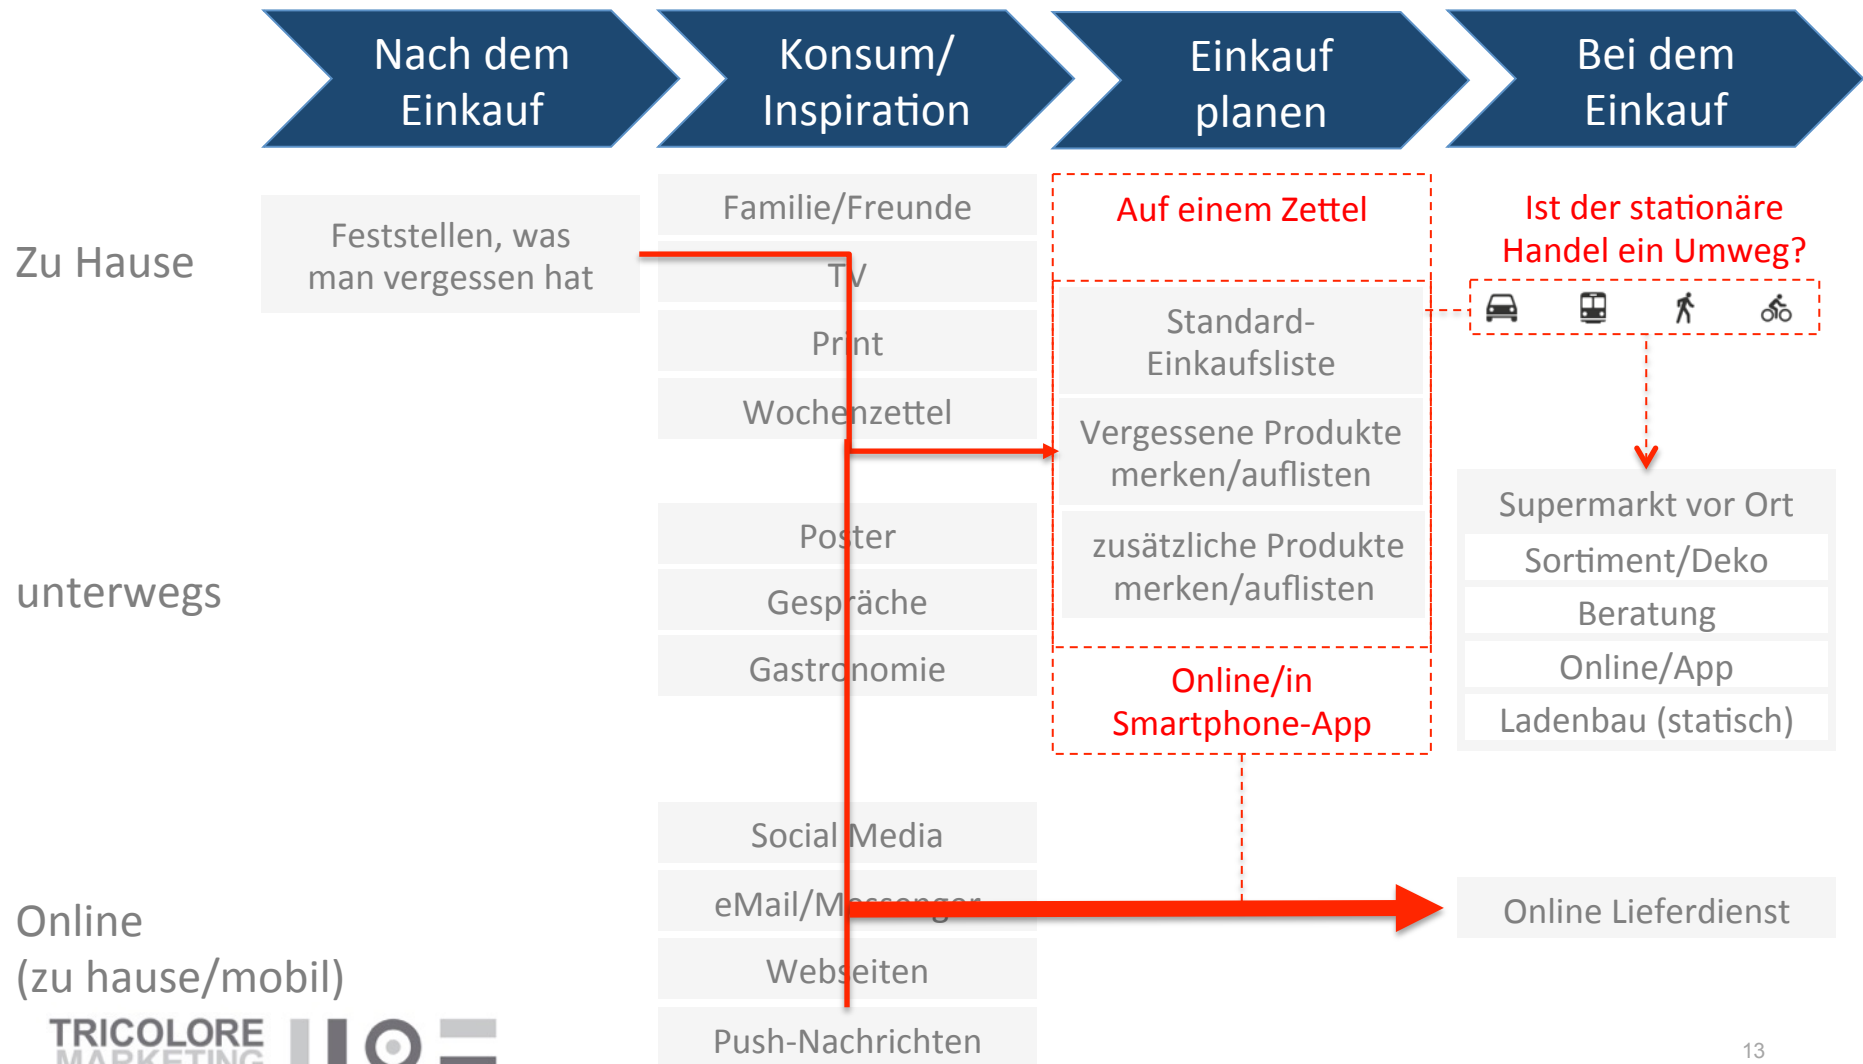 Nach dem
Einkauf
Konsum/
Inspiration
Einkauf
planen
Bei dem
Einkauf
Zu Hause
Feststellen, was
man vergessen hat
Familie/Freunde
TV
Print
Wochenzettel
Auf einem Zettel
Standard-
Einkaufsliste
Vergessene Produkte
merken/auflisten
zusätzliche Produkte
merken/auflisten
Online/in
Smartphone-App
Ist der stationäre
Handel ein Umweg?
unterwegs
Poster
Gespräche
Gastronomie
Supermarkt vor Ort
Sortiment/Deko
Beratung
Online/App
Ladenbau (statisch)
Online
(zu hause/mobil)
Social Media
eMail/Messenger
Webseiten
Push-Nachrichten
Online Lieferdienst
TRICOLORE
MARKETING
13